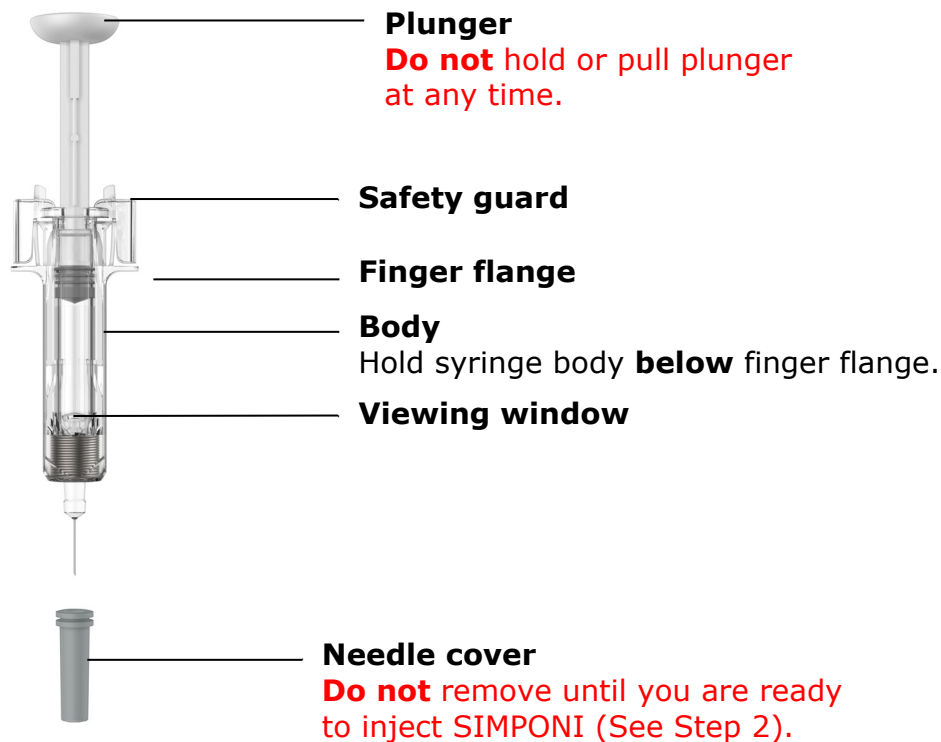 Plunger
Do not hold or pull plunger
at any time.
Safety guard
Finger flange
Body
Hold syringe body below finger flange.
Viewing window
Needle cover
Do not remove until you are ready
to inject SIMPONI (See Step 2).